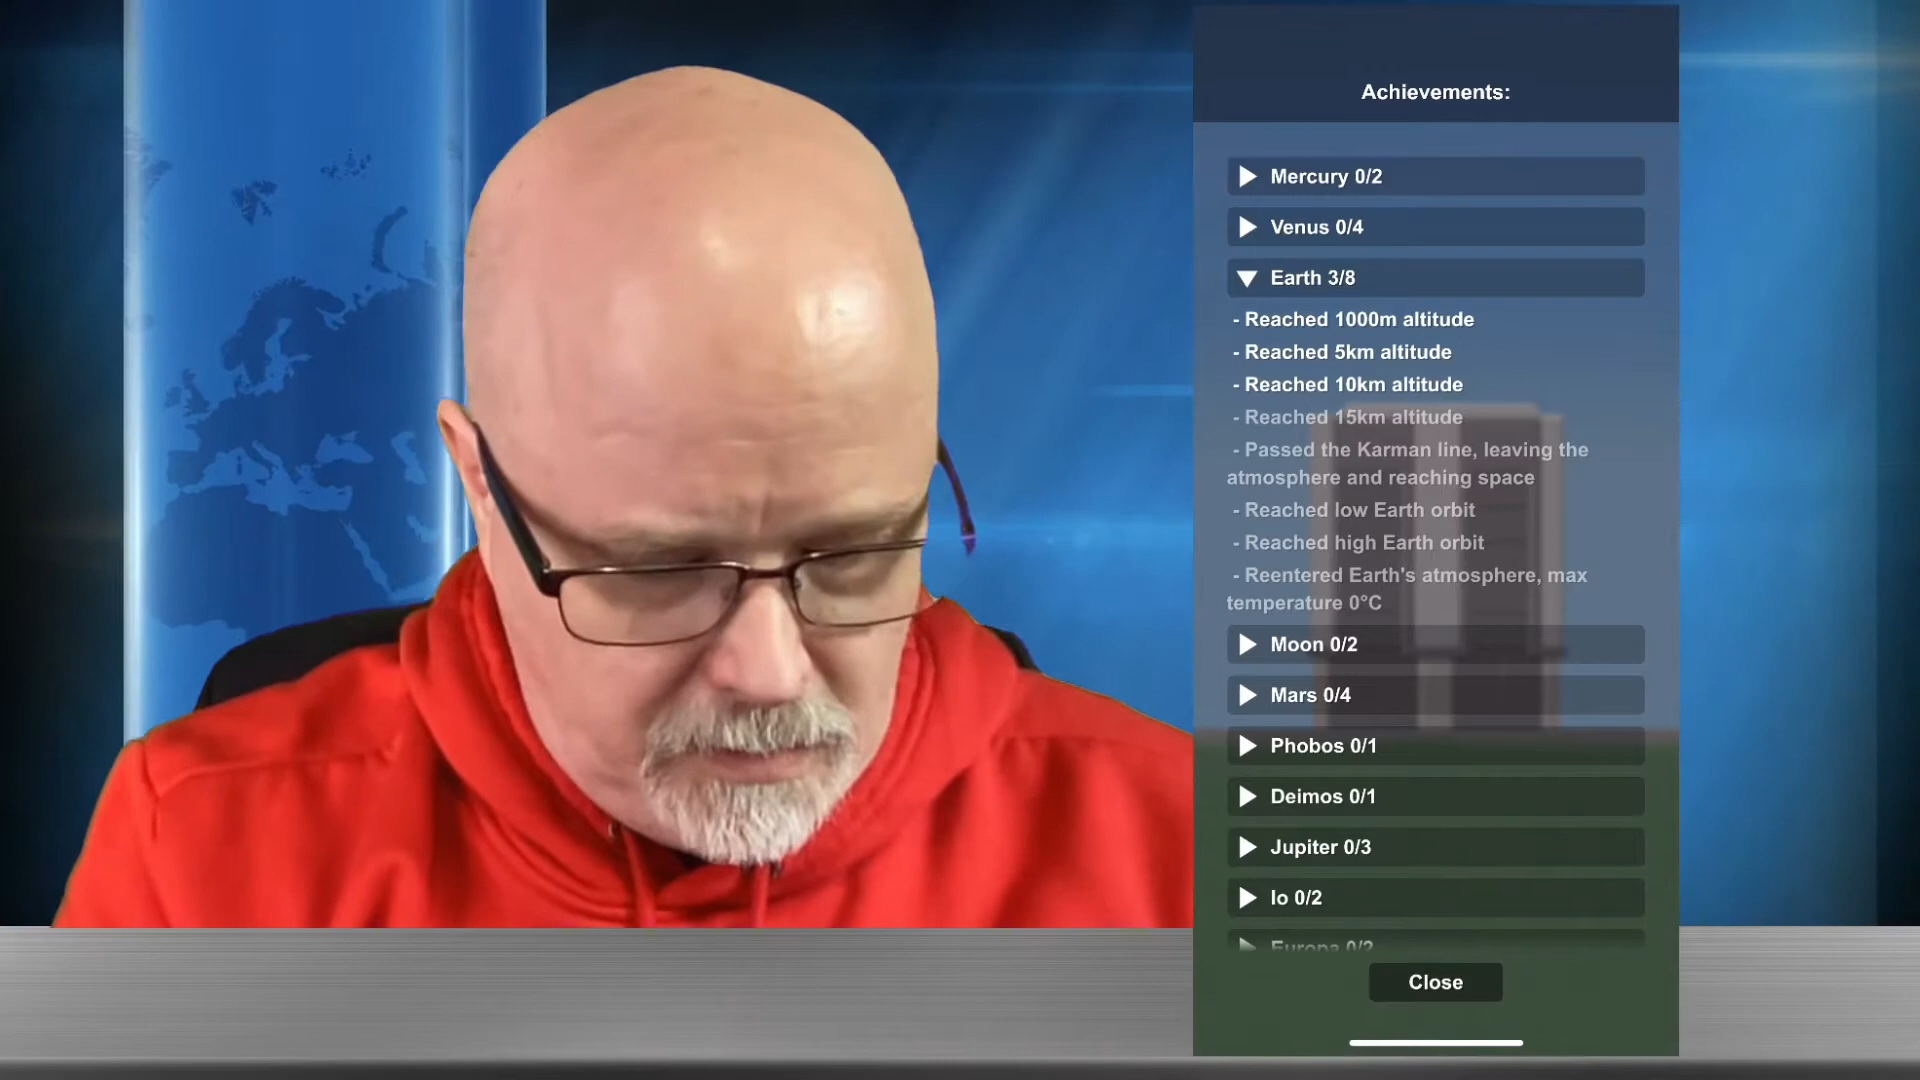 Achievements:
Mercury 0/2
Venus 0/4
Earth 3/8
- Reached 1000m altitude
- Reached 5km altitude
- Reached 10km altitude
- Reached 15km altitude
- Passed the Karman line, leaving the
atmosphere and reaching space
- Reached low Earth orbit
- Reached high Earth orbit
- Reentered Earth's atmosphere, max
temperature 0°C
Moon 0/2
Mars 0/4
Phobos 0/1
Deimos 0/1
Jupiter 0/3
Io 0/2
Europa 0/2
Close